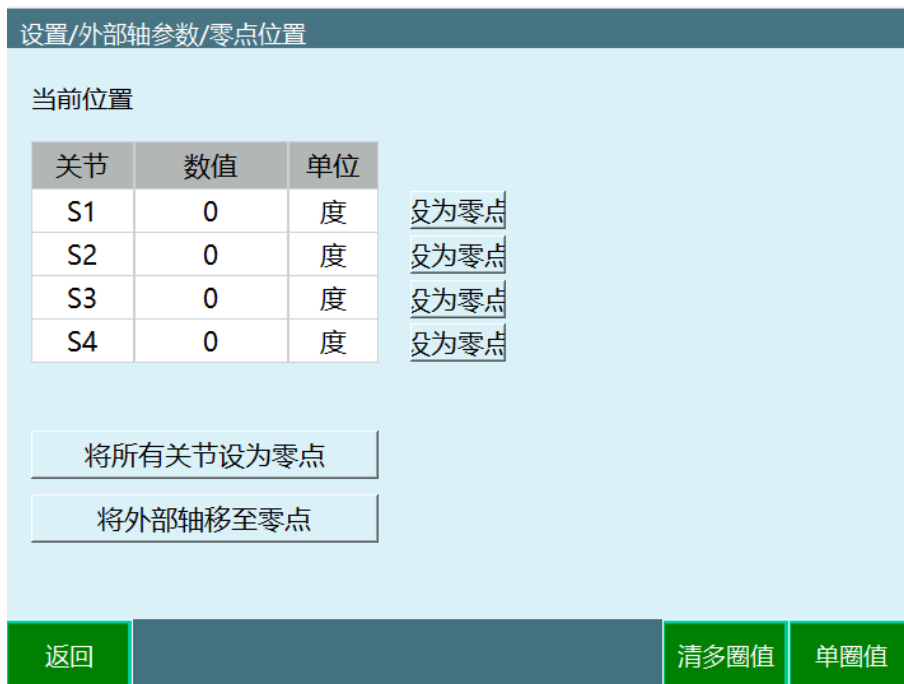 设置/外部轴参数/零点位置
当前位置
关节 数值 单位
S1 0 度 设为零点
S2 0 度 设为零点
S3 0 度 设为零点
S4 0 度 设为零点
将所有关节设为零点
将外部轴移至零点
返回 清多圈值 单圈值